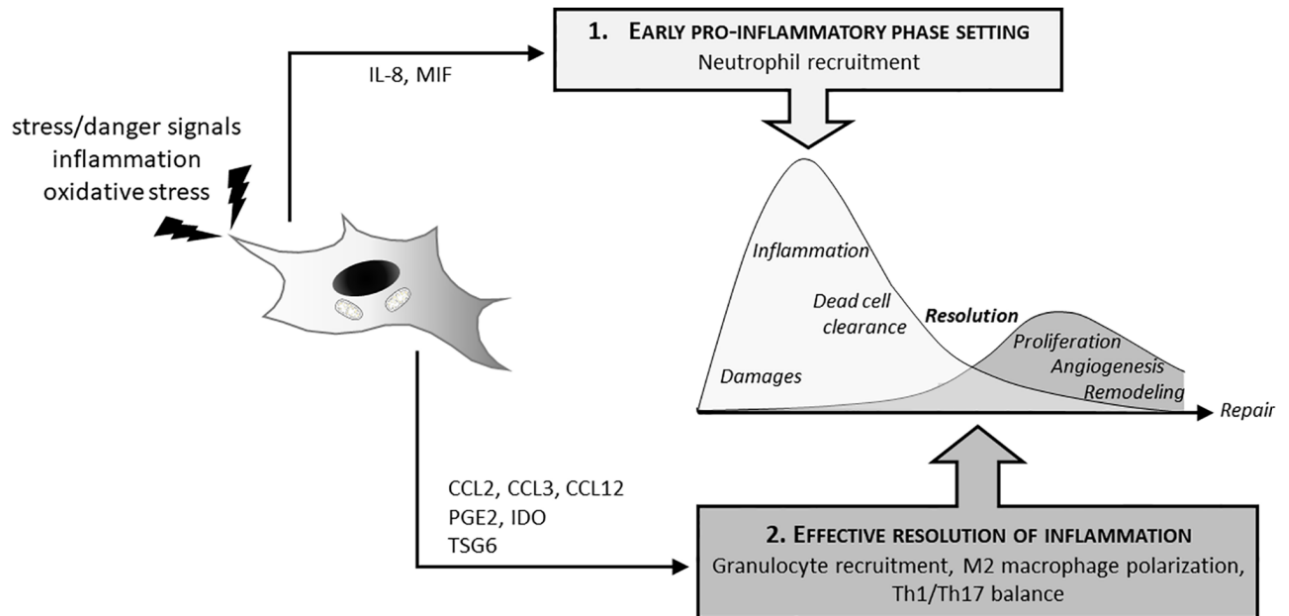 1. EARLY PRO-INFLAMMATORY PHASE SETTING
Neutrophil recruitment
IL-8, MIF
stress/danger signals
inflammation
oxidative stress
Inflammation
Dead cell
clearance
Resolution
Proliferation
Angiogenesis
Remodeling
Damages
Repair
CCL2, CCL3, CCL12
PGE2, IDO
TSG6
2. EFFECTIVE RESOLUTION OF INFLAMMATION
Granulocyte recruitment, M2 macrophage polarization,
Th1/Th17 balance